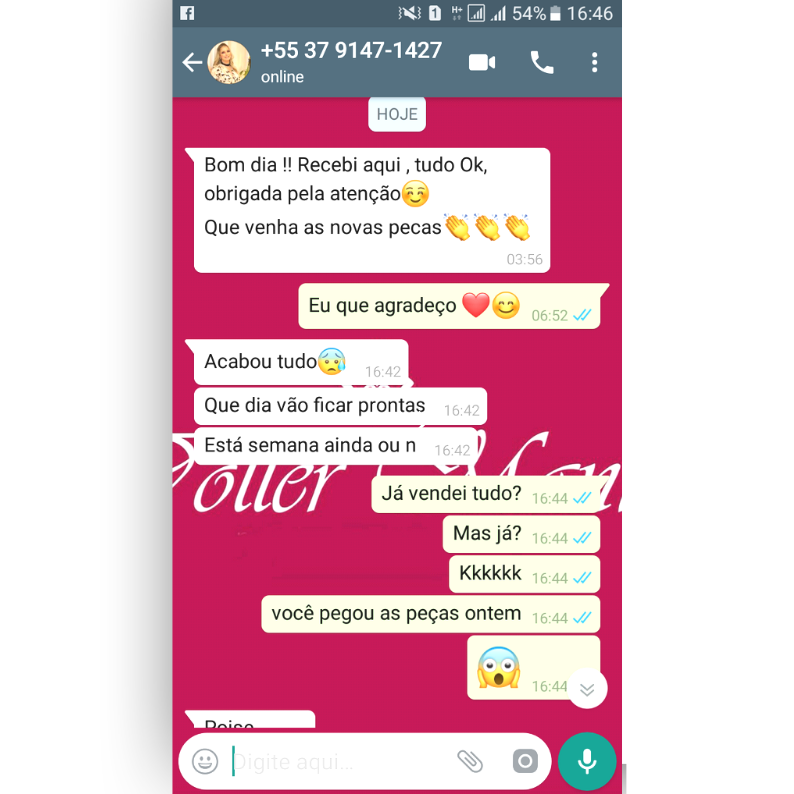 1 H+ 54% 16:46
+55 37 9147-1427
online
HOJE
Bom dia !! Recebi aqui , tudo Ok,
obrigada pela atenção😊
Que venha as novas pecas👏👏👏
03:56
Eu que agradeço ❤️😊 06:52
Acabou tudo😥 16:42
Que dia vão ficar prontas 16:42
Está semana ainda ou n 16:42
Já vendei tudo? 16:44
Mas já? 16:44
Kkkkkk 16:44
você pegou as peças ontem 16:44
😱 16:44
Poise
Digite aqui...